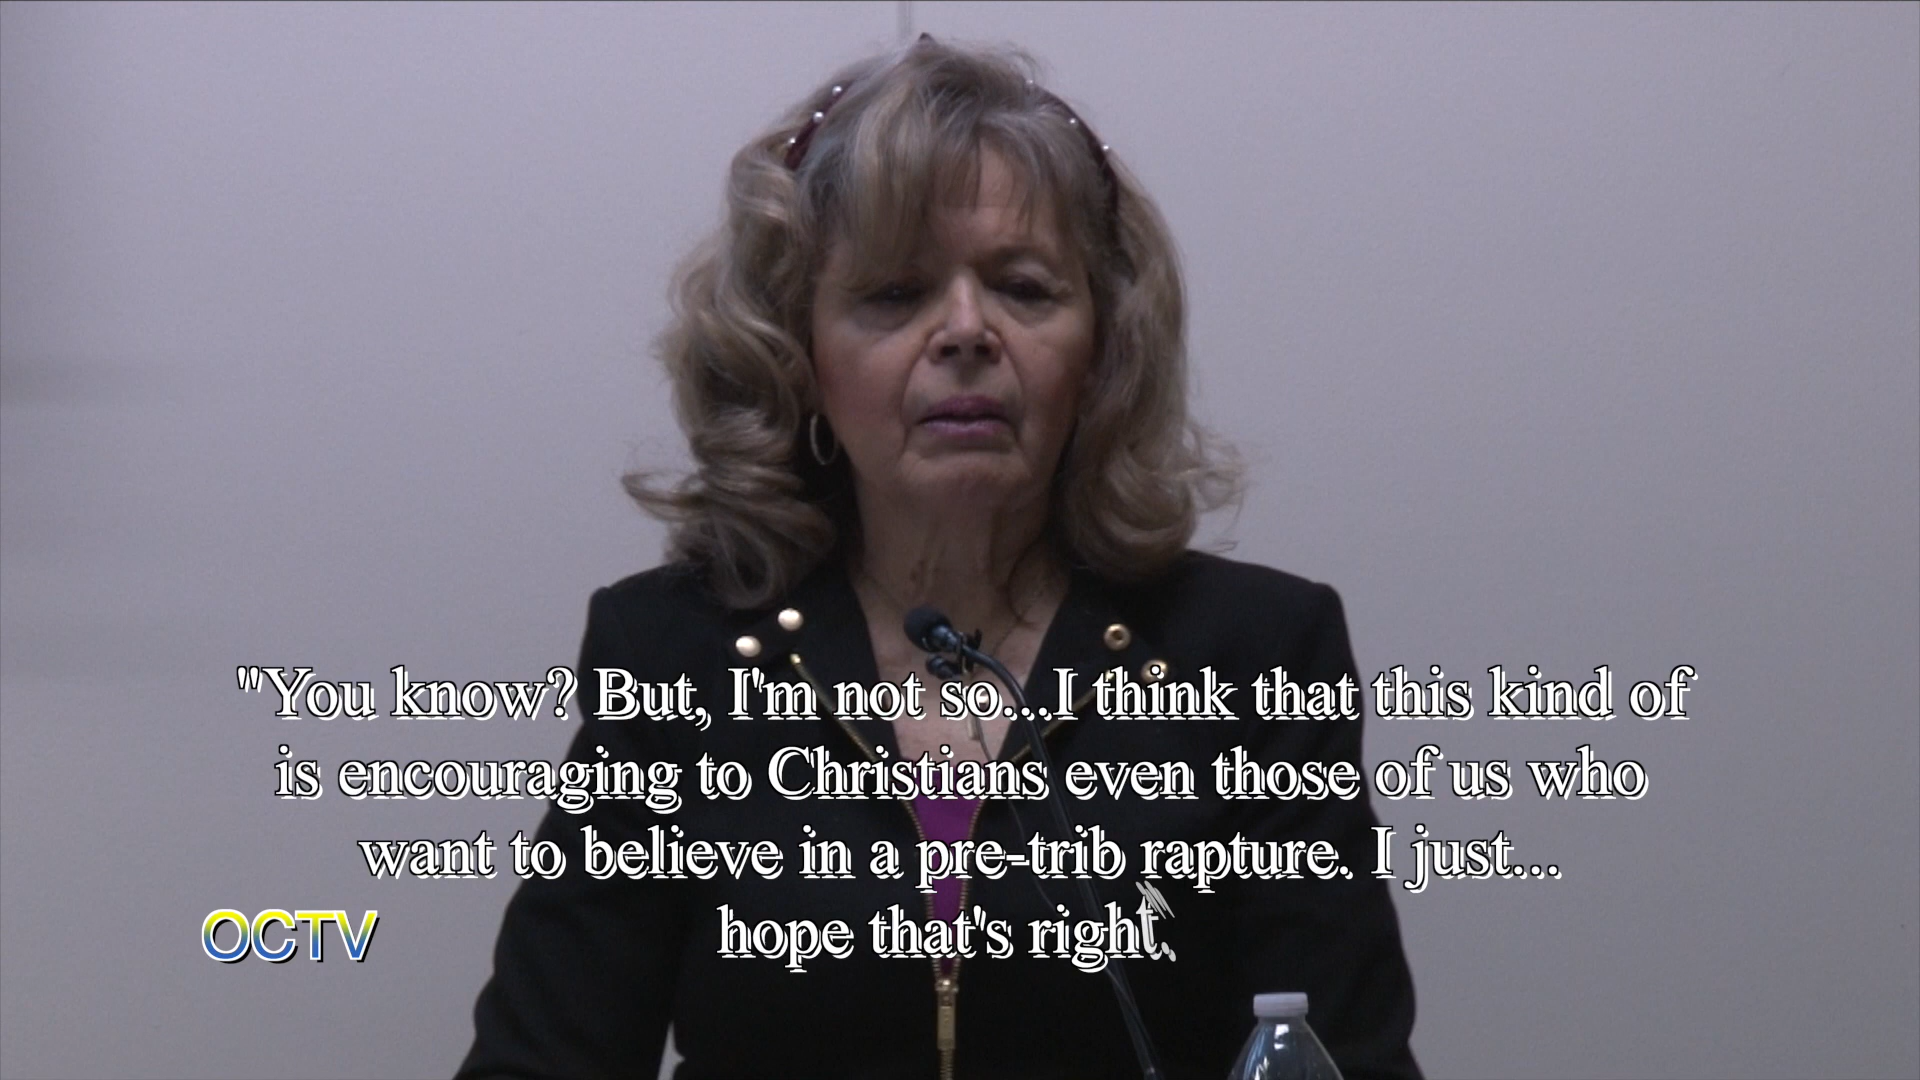 "You know? But, I'm not so...I think that this kind of
is encouraging to Christians even those of us who
want to believe in a pre-trib rapture. I just...
hope that's right.
OCTV